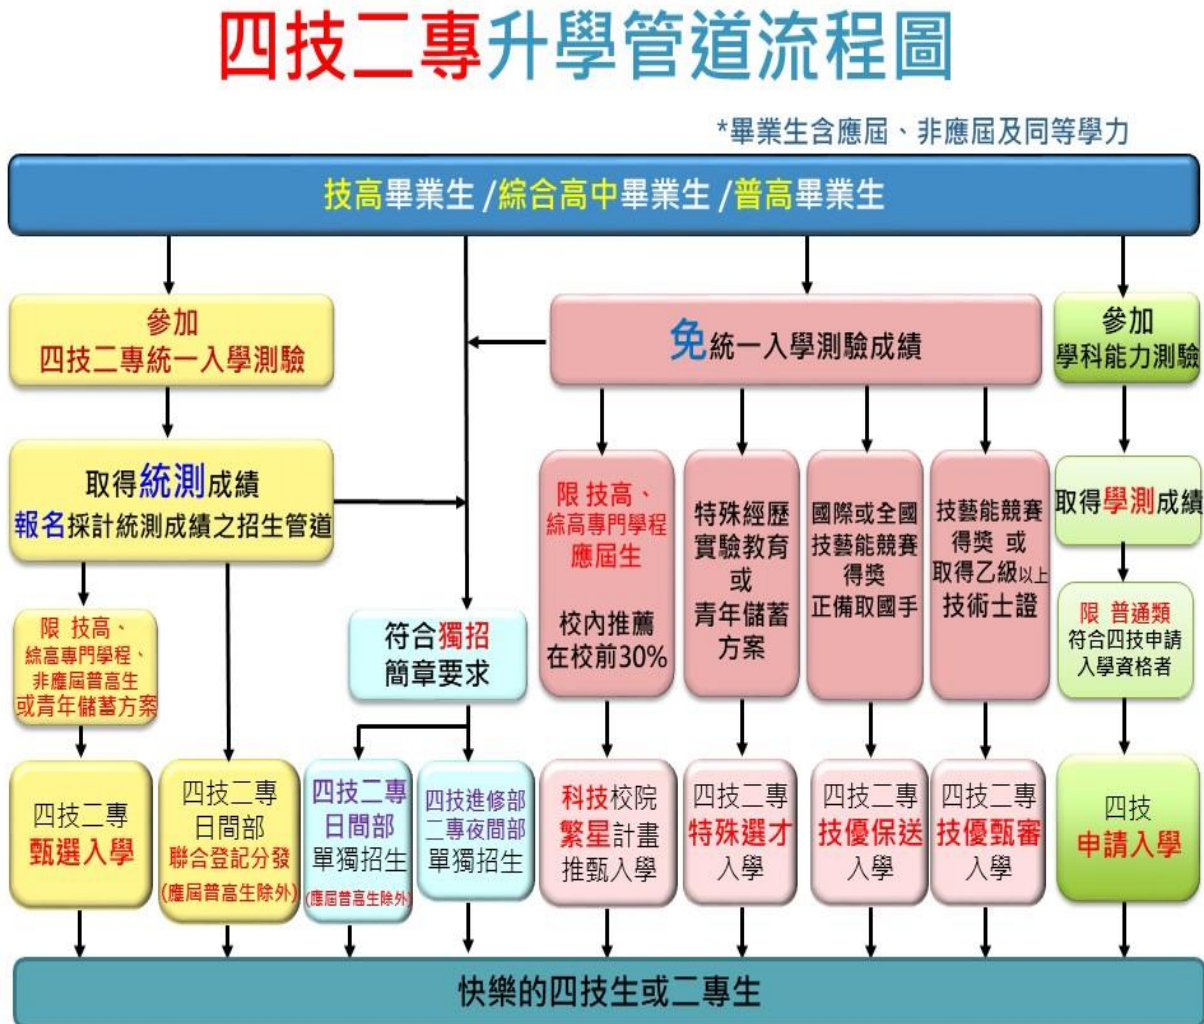 四技二專升學管道流程圖
*畢業生含應屆、非應屆及同等學力
技高畢業生/綜合高中畢業生/普高畢業生
參加
四技二專統一入學測驗
免統一入學測驗成績
參加
學科能力測驗
取得統測成績
報名採計統測成績之招生管道
限 技高、
綜高專門學程
應屆生
校內推薦
在校前30%
特殊經歷
實驗教育
或
青年儲蓄
方案
國際或全國
技藝能競賽
得獎
正備取國手
技藝能競賽
得獎 或
取得乙級以上
技術士證
取得學測成績
限 技高、
綜高專門學程、
非應屆普高生
或青年儲蓄方案
符合獨招
簡章要求
限 普通類
符合四技申請
入學資格者
四技二專
甄選入學
四技二專
日間部
聯合登記分發
(應屆普高生除外)
四技二專
日間部
單獨招生
(應屆普高生除外)
四技進修部
二專夜間部
單獨招生
科技校院
繁星計畫
推甄入學
四技二專
特殊選才
入學
四技二專
技優保送
入學
四技二專
技優甄審
入學
四技
申請入學
快樂的四技生或二專生